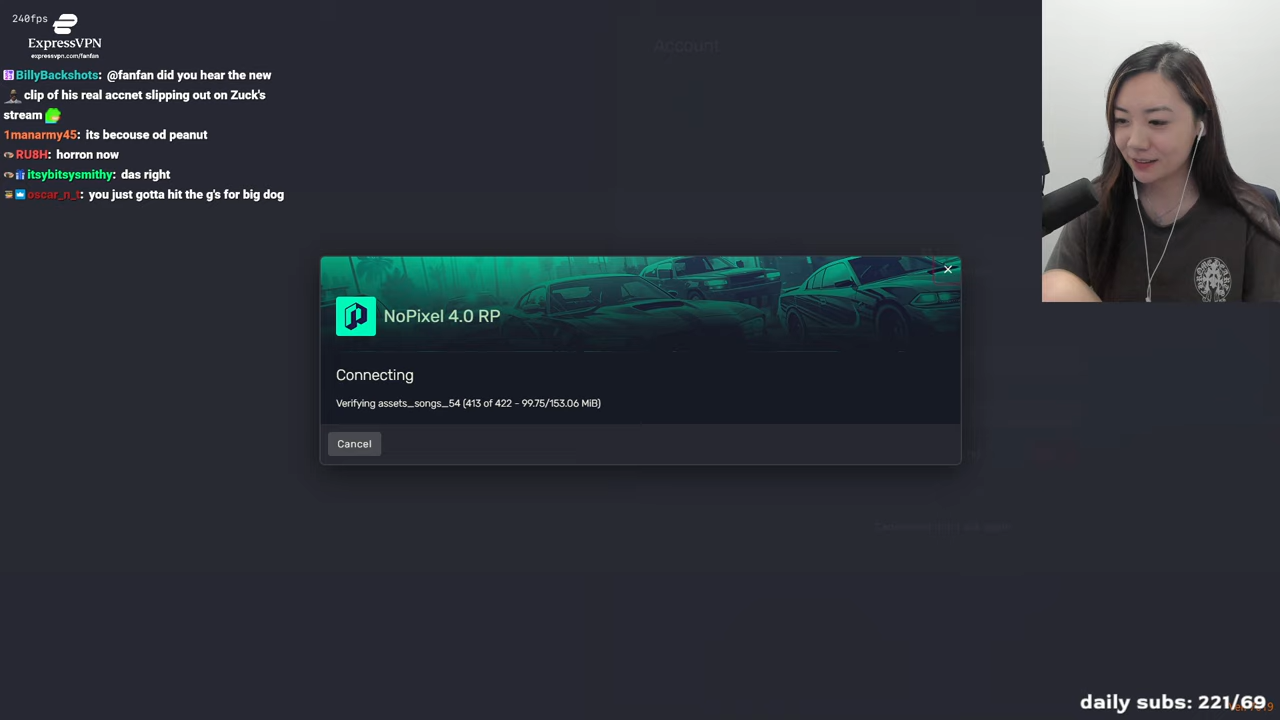 240fps
ExpressVPN
expressvpn.com/fanfan
Account
BillyBackshots: @fanfan did you hear the new
clip of his real accnet slipping out on Zuck's
stream
1manarmy45: its becouse od peanut
RU8H: horron now
itsybitsysmithy: das right
oscar_n_t: you just gotta hit the g's for big dog
NoPixel 4.0 RP
Connecting
Verifying assets_songs_54 (413 of 422 - 99.75/153.06 MiB)
Cancel
daily subs: 221/69